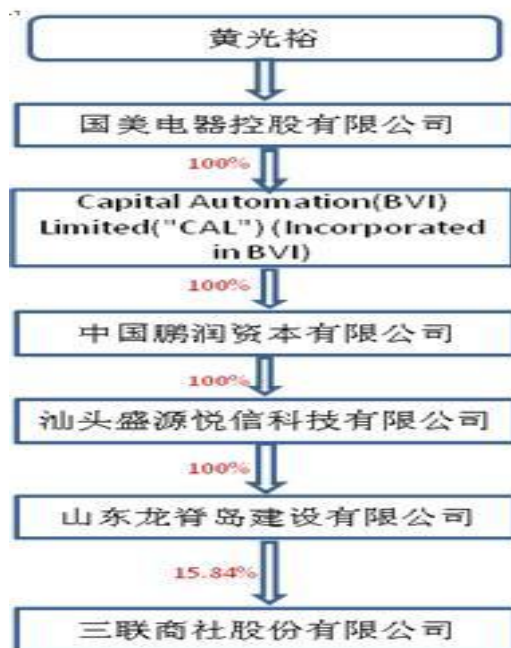 黄光裕
国美电器控股有限公司
100%
Capital Automation(BVI)
Limited("CAL")(Incorporated
in BVI)
100%
中国鹏润资本有限公司
100%
汕头盛源悦信科技有限公司
100%
山东龙脊岛建设有限公司
15.84%
三联商社股份有限公司